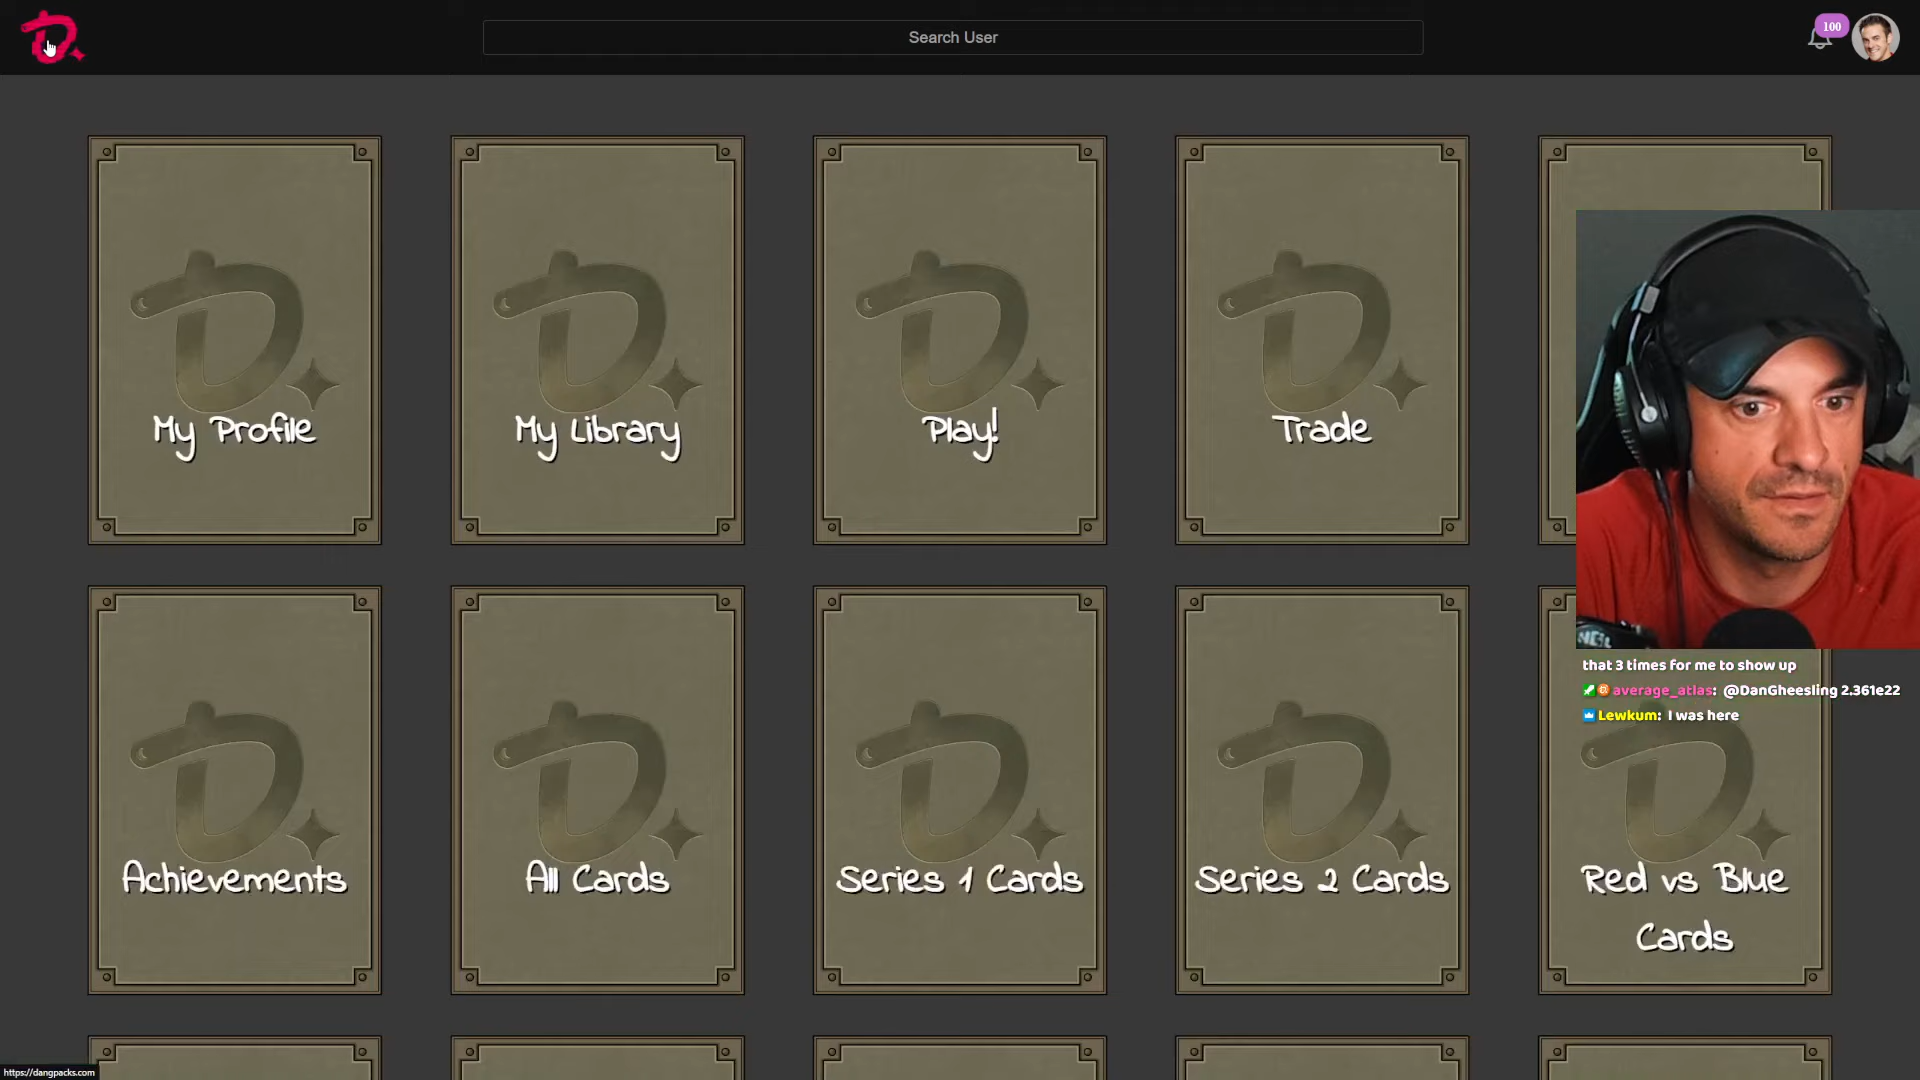 Search User
100
My Profile
My Library
Play!
Trade
that 3 times for me to show up
average_atlas: @DanGheesling 2.361e22
Lewkum: I was here
Achievements
All Cards
Series 1 Cards
Series 2 Cards
Red vs Blue
Cards
https://dangpacks.com